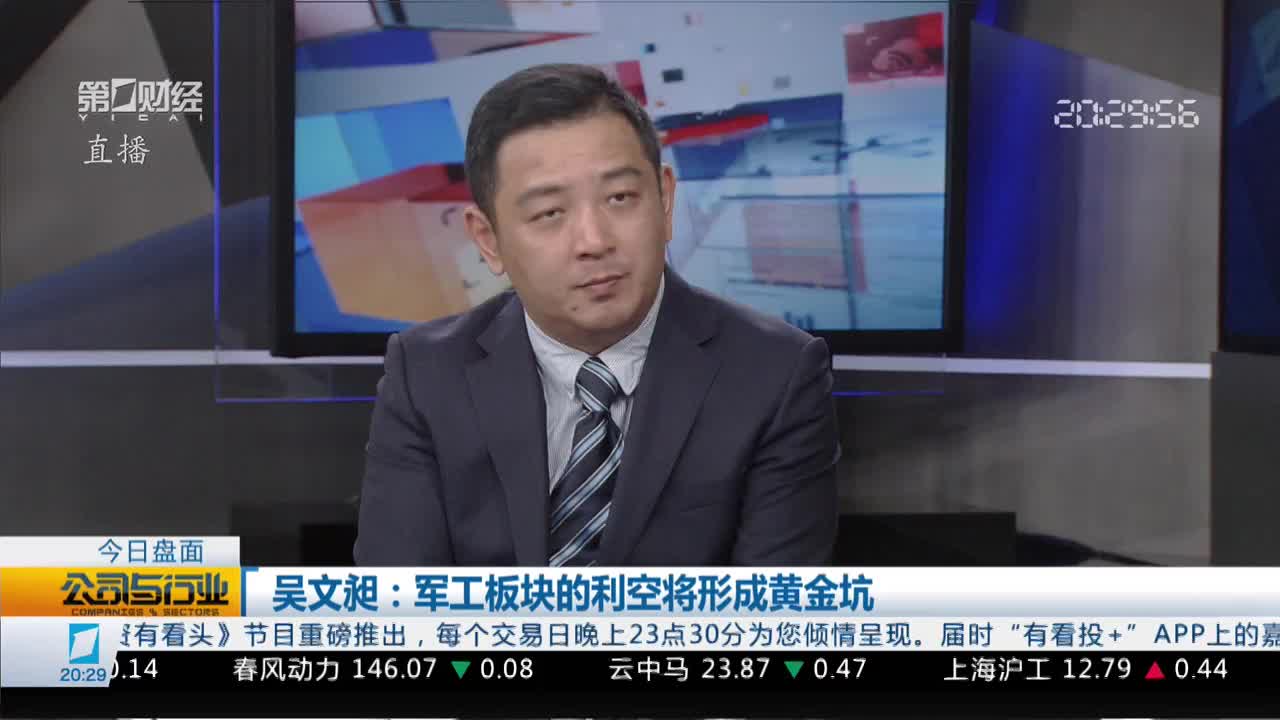 第一财经
YICAI
直播
20:29:56
今日盘面
公司与行业
COMPANIES & SECTORS
吴文昶：军工板块的利空将形成黄金坑
资有看头》节目重磅推出，每个交易日晚上23点30分为您倾情呈现。届时“有看投+”APP上的嘉
20:29
0.14 春风动力 146.07 ▼ 0.08 云中马 23.87 ▼ 0.47 上海沪工 12.79 ▲ 0.44